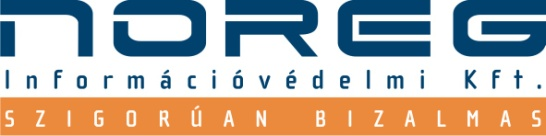 NOREG
Információvédelmi Kft.
SZIGORÚAN BIZALMAS